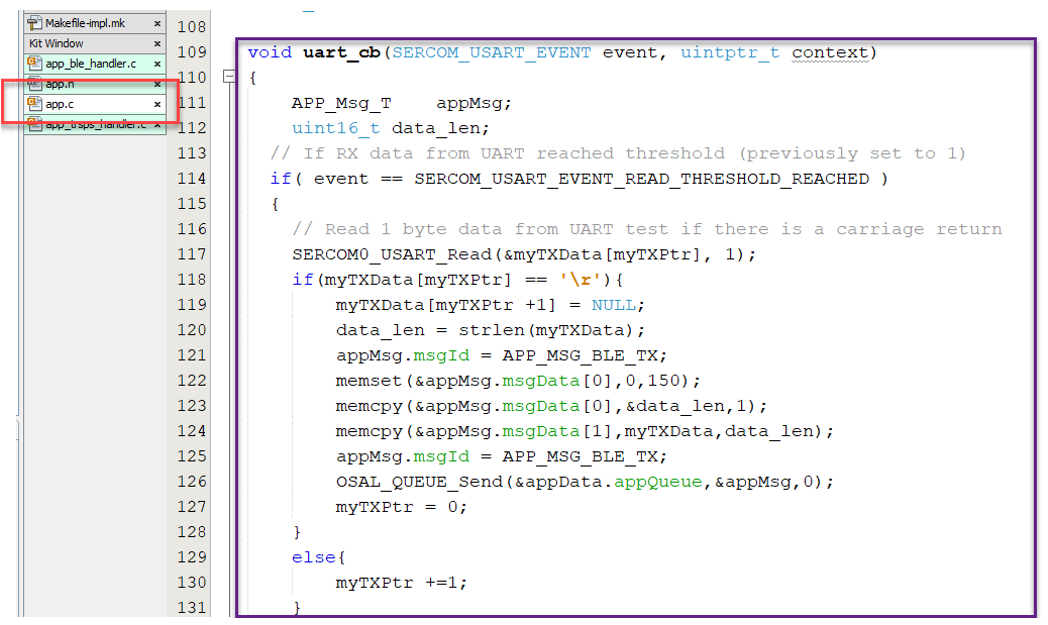 Makefile-impl.mk ×
Kit Window ×
app_ble_handler.c ×
app.h ×
app.c ×
app_trsps_handler.c ×
108
109 void uart_cb(SERCOM_USART_EVENT event, uintptr_t context)
110 {
111 APP_Msg_T    appMsg;
112 uint16_t data_len;
113 // If RX data from UART reached threshold (previously set to 1)
114 if( event == SERCOM_USART_EVENT_READ_THRESHOLD_REACHED )
115 {
116 // Read 1 byte data from UART test if there is a carriage return
117 SERCOM0_USART_Read(&myTXData[myTXPtr], 1);
118 if(myTXData[myTXPtr] == '\r'){
119 myTXData[myTXPtr +1] = NULL;
120 data_len = strlen(myTXData);
121 appMsg.msgId = APP_MSG_BLE_TX;
122 memset(&appMsg.msgData[0],0,150);
123 memcpy(&appMsg.msgData[0],&data_len,1);
124 memcpy(&appMsg.msgData[1],myTXData,data_len);
125 appMsg.msgId = APP_MSG_BLE_TX;
126 OSAL_QUEUE_Send(&appData.appQueue,&appMsg,0);
127 myTXPtr = 0;
128 }
129 else{
130 myTXPtr +=1;
131 }